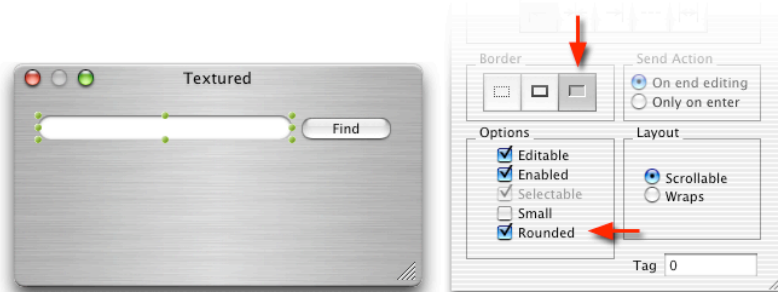 Textured
Find
Border
Send Action
On end editing
Only on enter
Options
Layout
Editable
Enabled
Selectable
Small
Rounded
Scrollable
Wraps
Tag 0